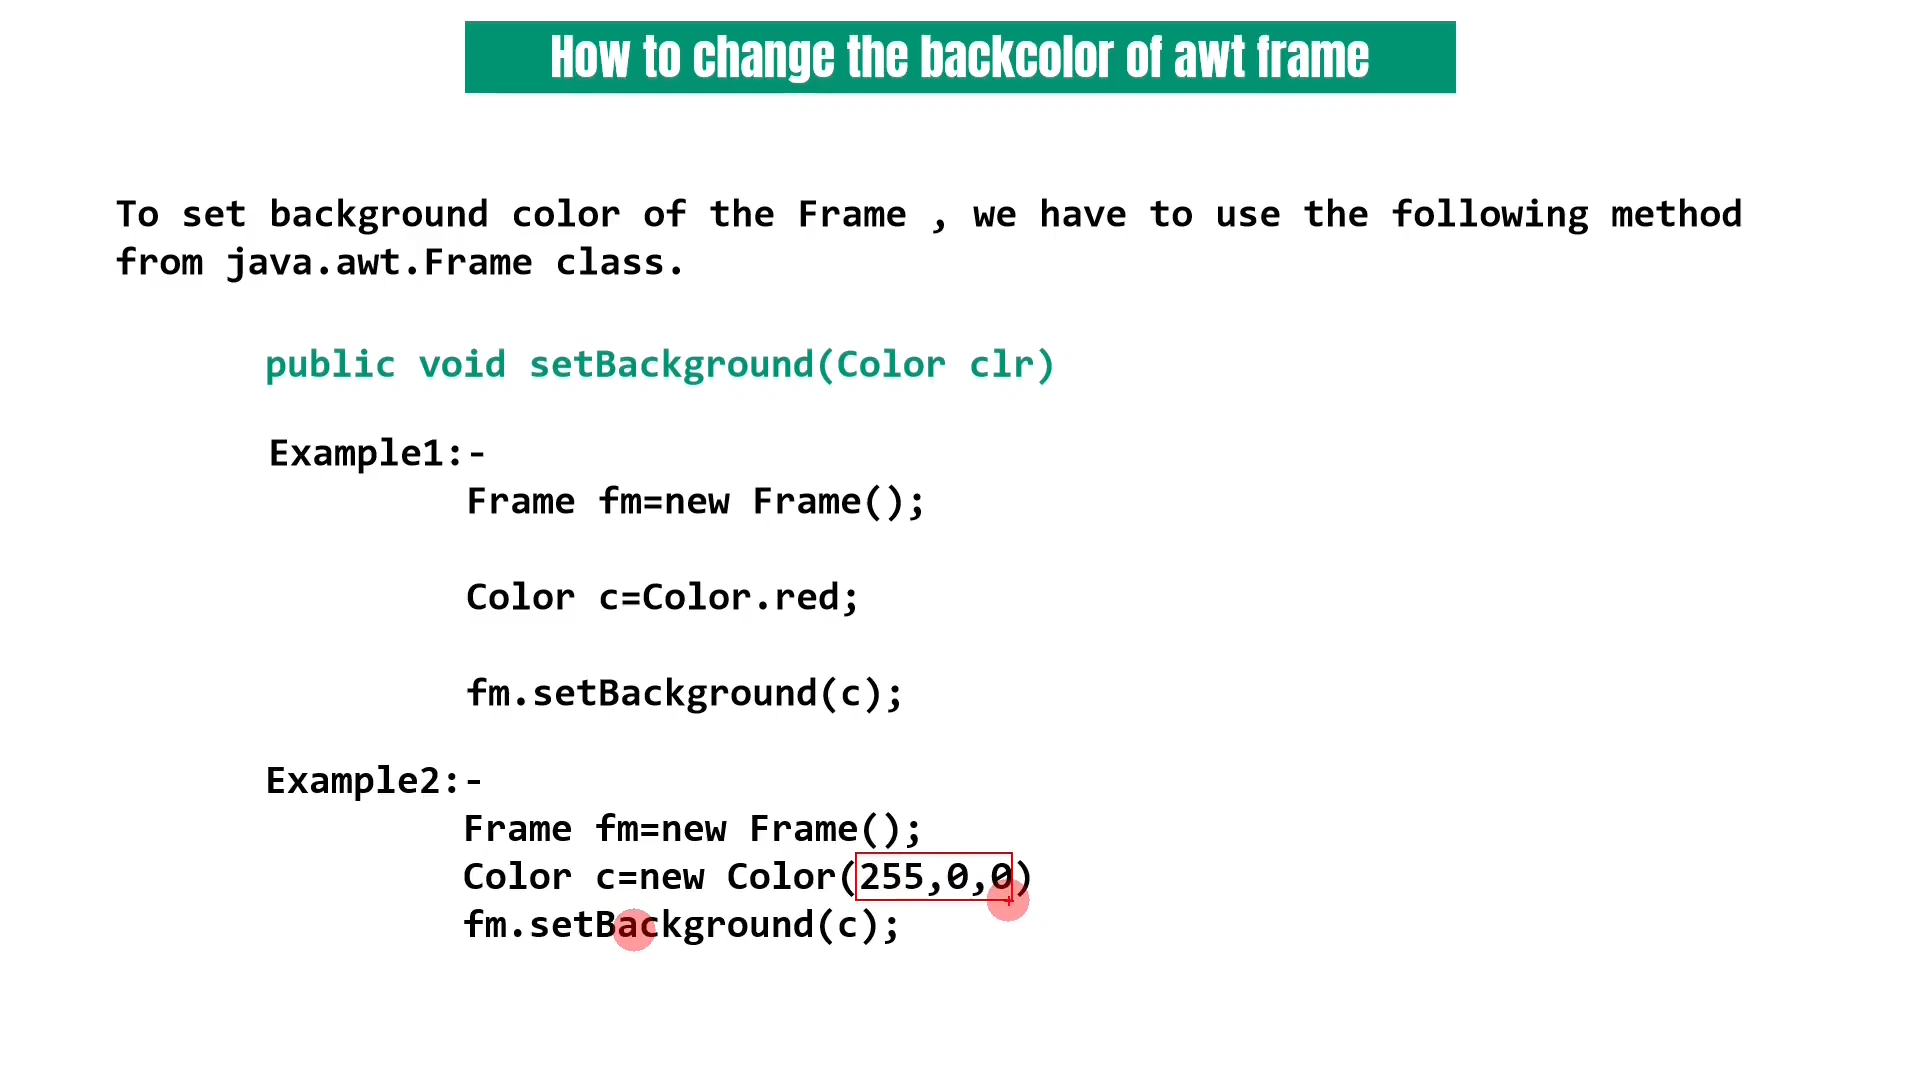 How to change the backcolor of awt frame
To set background color of the Frame , we have to use the following method
from java.awt.Frame class.
public void setBackground(Color clr)
Example1:-
Frame fm=new Frame();
Color c=Color.red;
fm.setBackground(c);
Example2:-
Frame fm=new Frame();
Color c=new Color(255,0,0)
fm.setBackground(c);